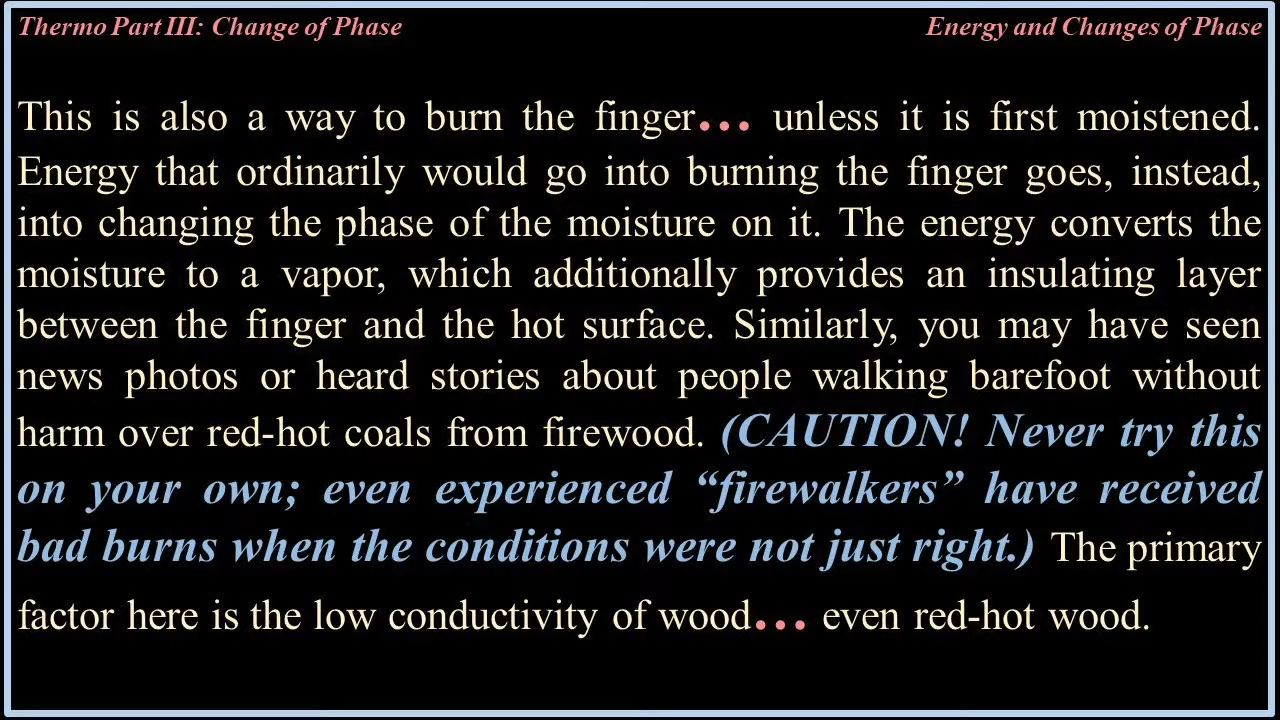 Thermo Part III: Change of Phase
Energy and Changes of Phase
This is also a way to burn the finger... unless it is first moistened.
Energy that ordinarily would go into burning the finger goes, instead,
into changing the phase of the moisture on it. The energy converts the
moisture to a vapor, which additionally provides an insulating layer
between the finger and the hot surface. Similarly, you may have seen
news photos or heard stories about people walking barefoot without
harm over red-hot coals from firewood. (CAUTION! Never try this
on your own; even experienced “firewalkers” have received
bad burns when the conditions were not just right.) The primary
factor here is the low conductivity of wood... even red-hot wood.